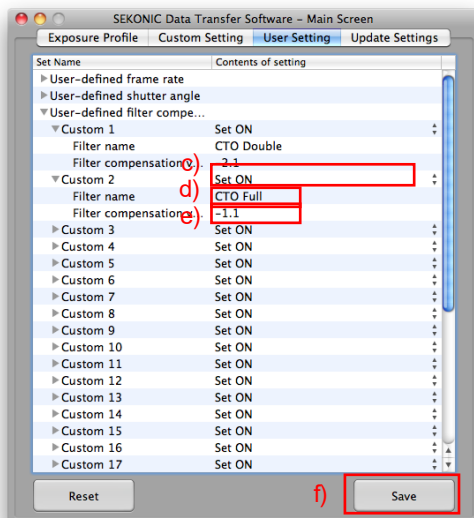 SEKONIC Data Transfer Software – Main Screen
Exposure Profile Custom Setting User Setting Update Settings
Set Name Contents of setting
User-defined frame rate
User-defined shutter angle
User-defined filter compe...
Custom 1 Set ON
Filter name CTO Double
Filter compensation v... -2.1
c)
Custom 2 Set ON
d)
Filter name CTO Full
e)
Filter compensation v... -1.1
Custom 3 Set ON
Custom 4 Set ON
Custom 5 Set ON
Custom 6 Set ON
Custom 7 Set ON
Custom 8 Set ON
Custom 9 Set ON
Custom 10 Set ON
Custom 11 Set ON
Custom 12 Set ON
Custom 13 Set ON
Custom 14 Set ON
Custom 15 Set ON
Custom 16 Set ON
Custom 17 Set ON
Reset f) Save